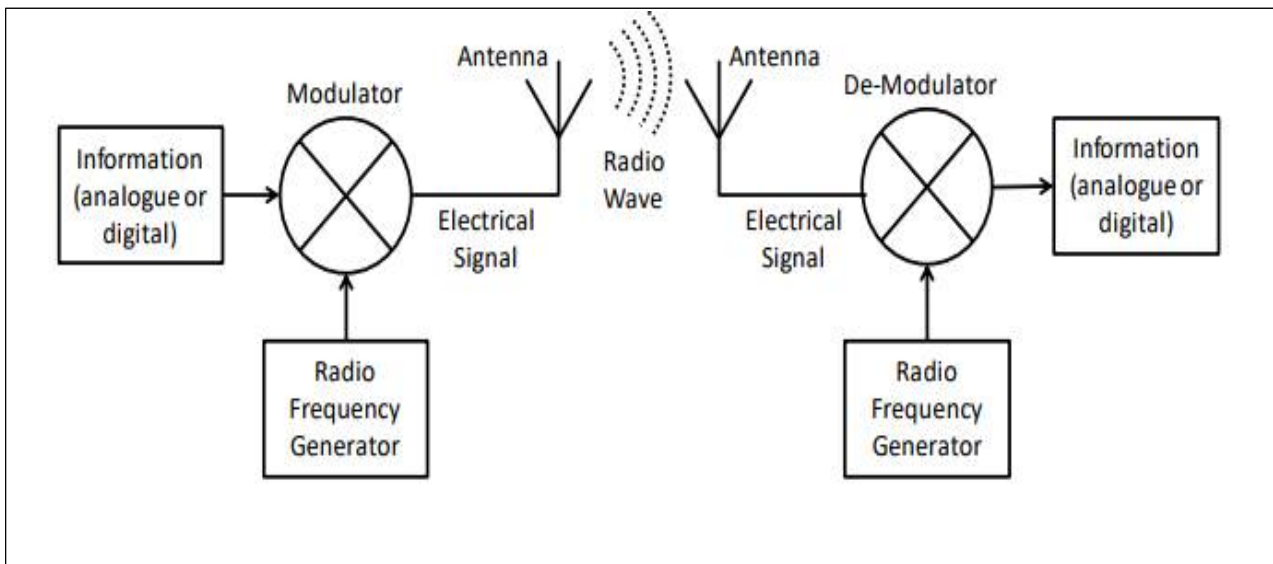 Modulator
Information
(analogue or
digital)
Radio
Frequency
Generator
Electrical
Signal
Antenna
Radio
Wave
Antenna
Electrical
Signal
De-Modulator
Radio
Frequency
Generator
Information
(analogue or
digital)